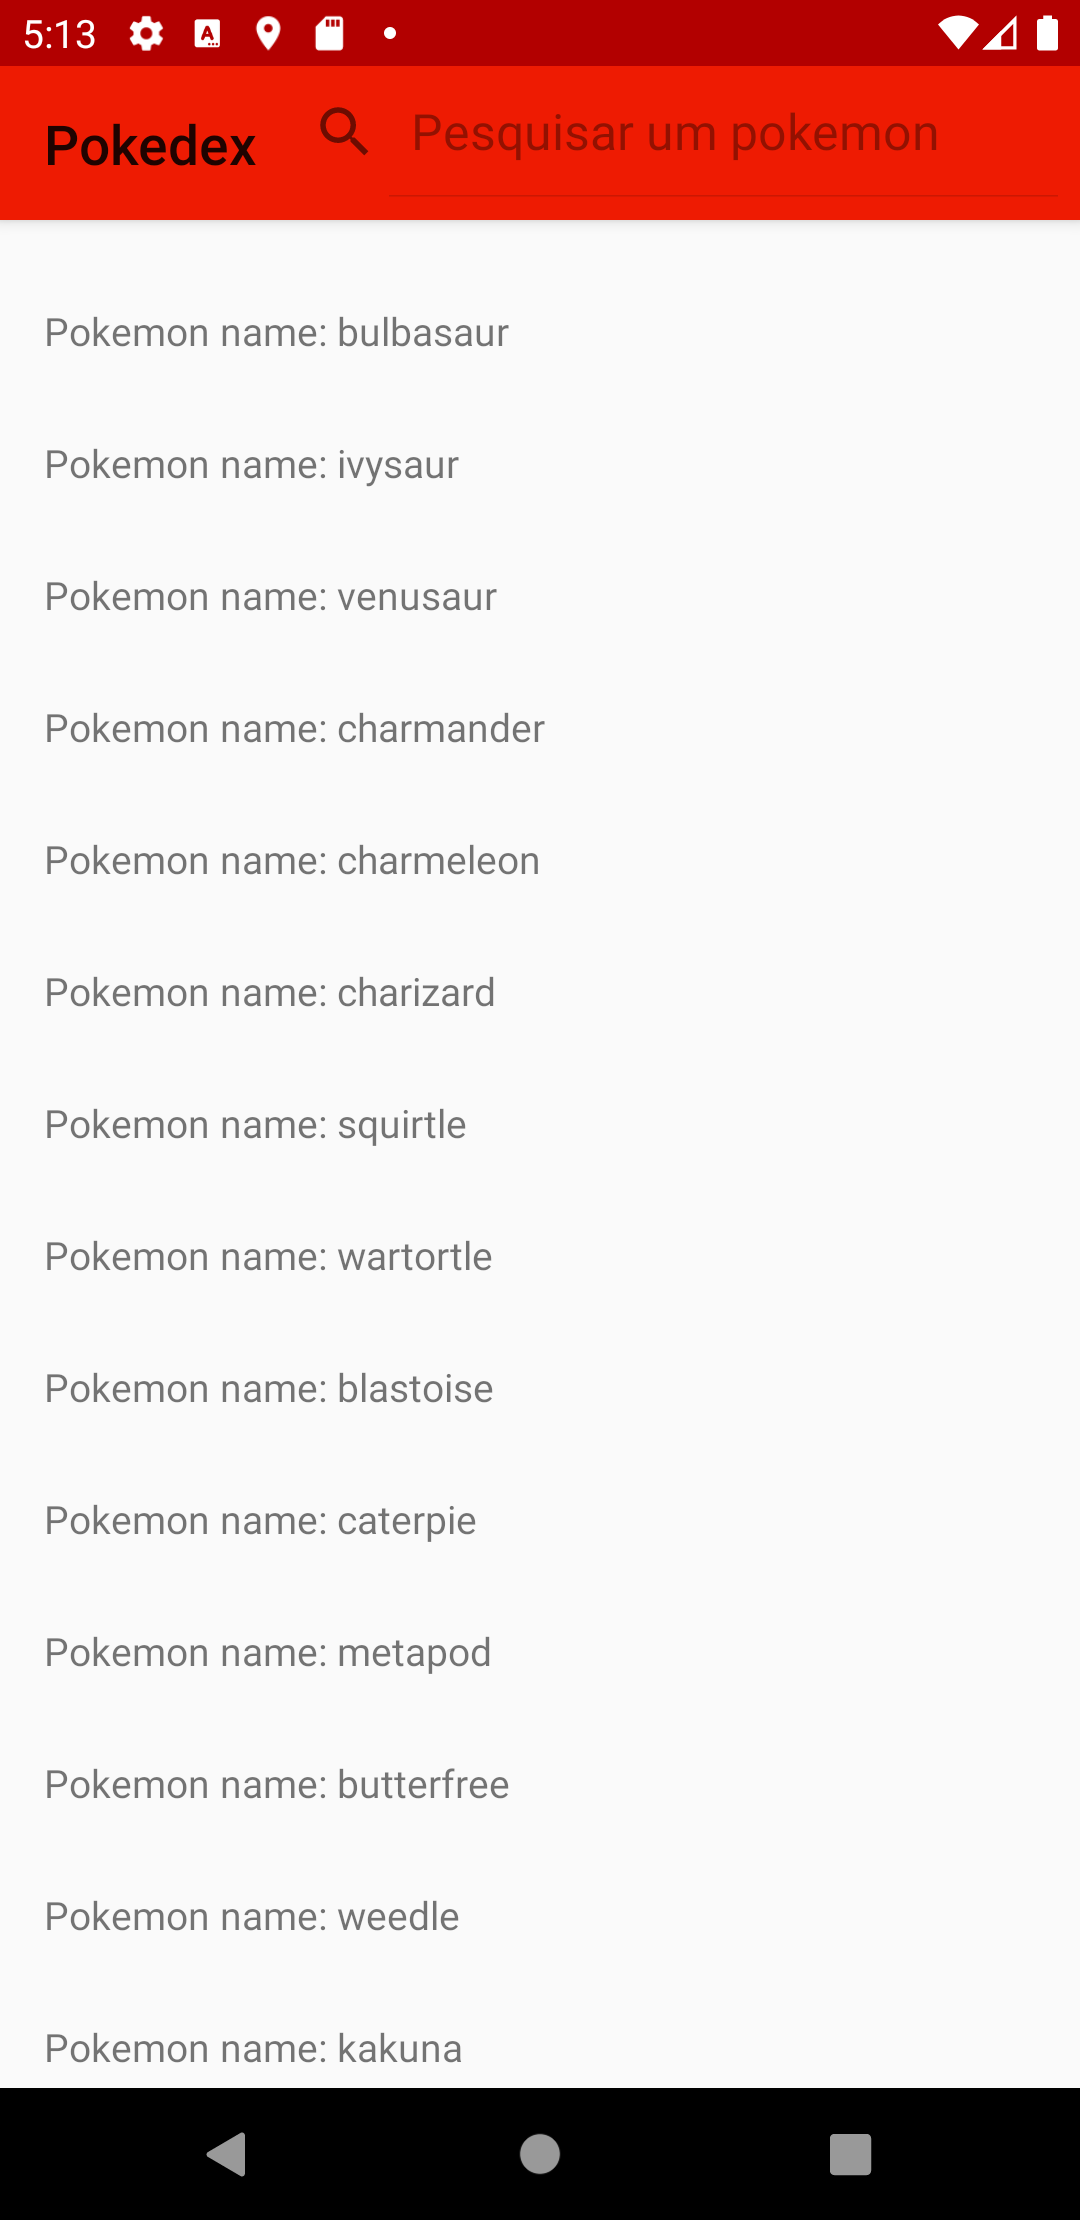 5:13
Pokedex
Pesquisar um pokemon
Pokemon name: bulbasaur
Pokemon name: ivysaur
Pokemon name: venusaur
Pokemon name: charmander
Pokemon name: charmeleon
Pokemon name: charizard
Pokemon name: squirtle
Pokemon name: wartortle
Pokemon name: blastoise
Pokemon name: caterpie
Pokemon name: metapod
Pokemon name: butterfree
Pokemon name: weedle
Pokemon name: kakuna